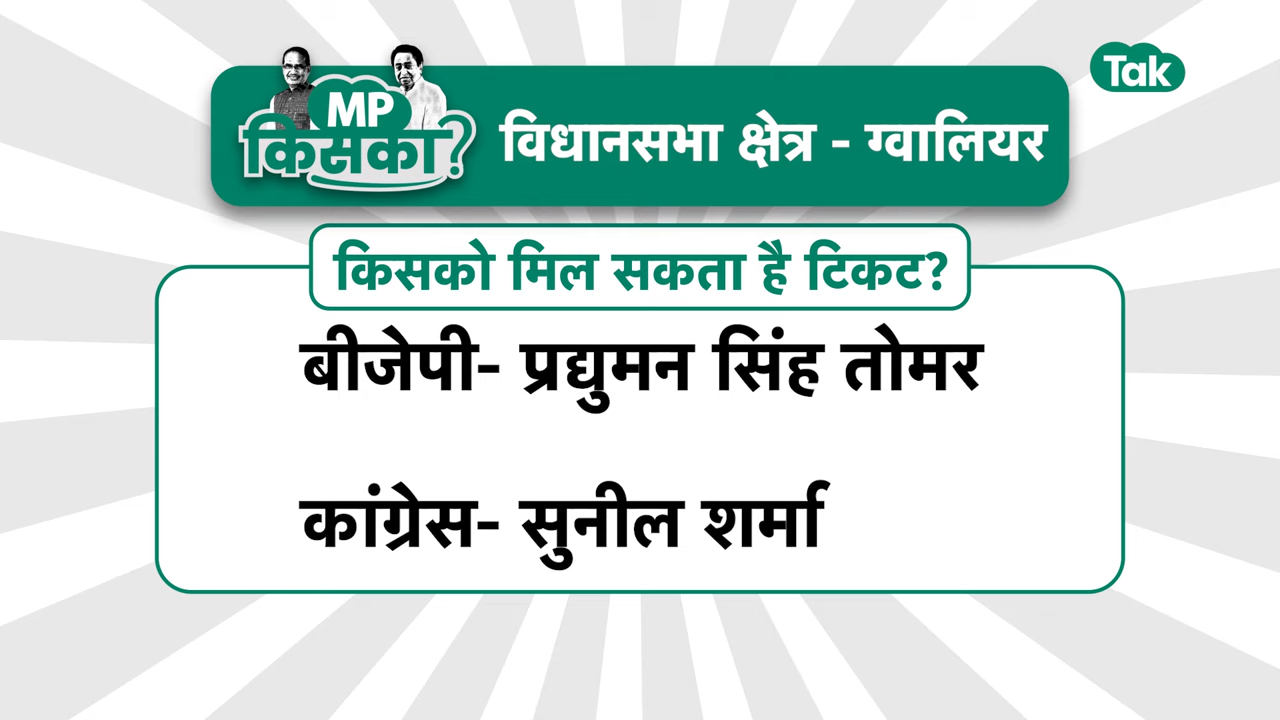 MP
किसका?
विधानसभा क्षेत्र - ग्वालियर
Tak
किसको मिल सकता है टिकट?
बीजेपी- प्रद्युमन सिंह तोमर
कांग्रेस- सुनील शर्मा